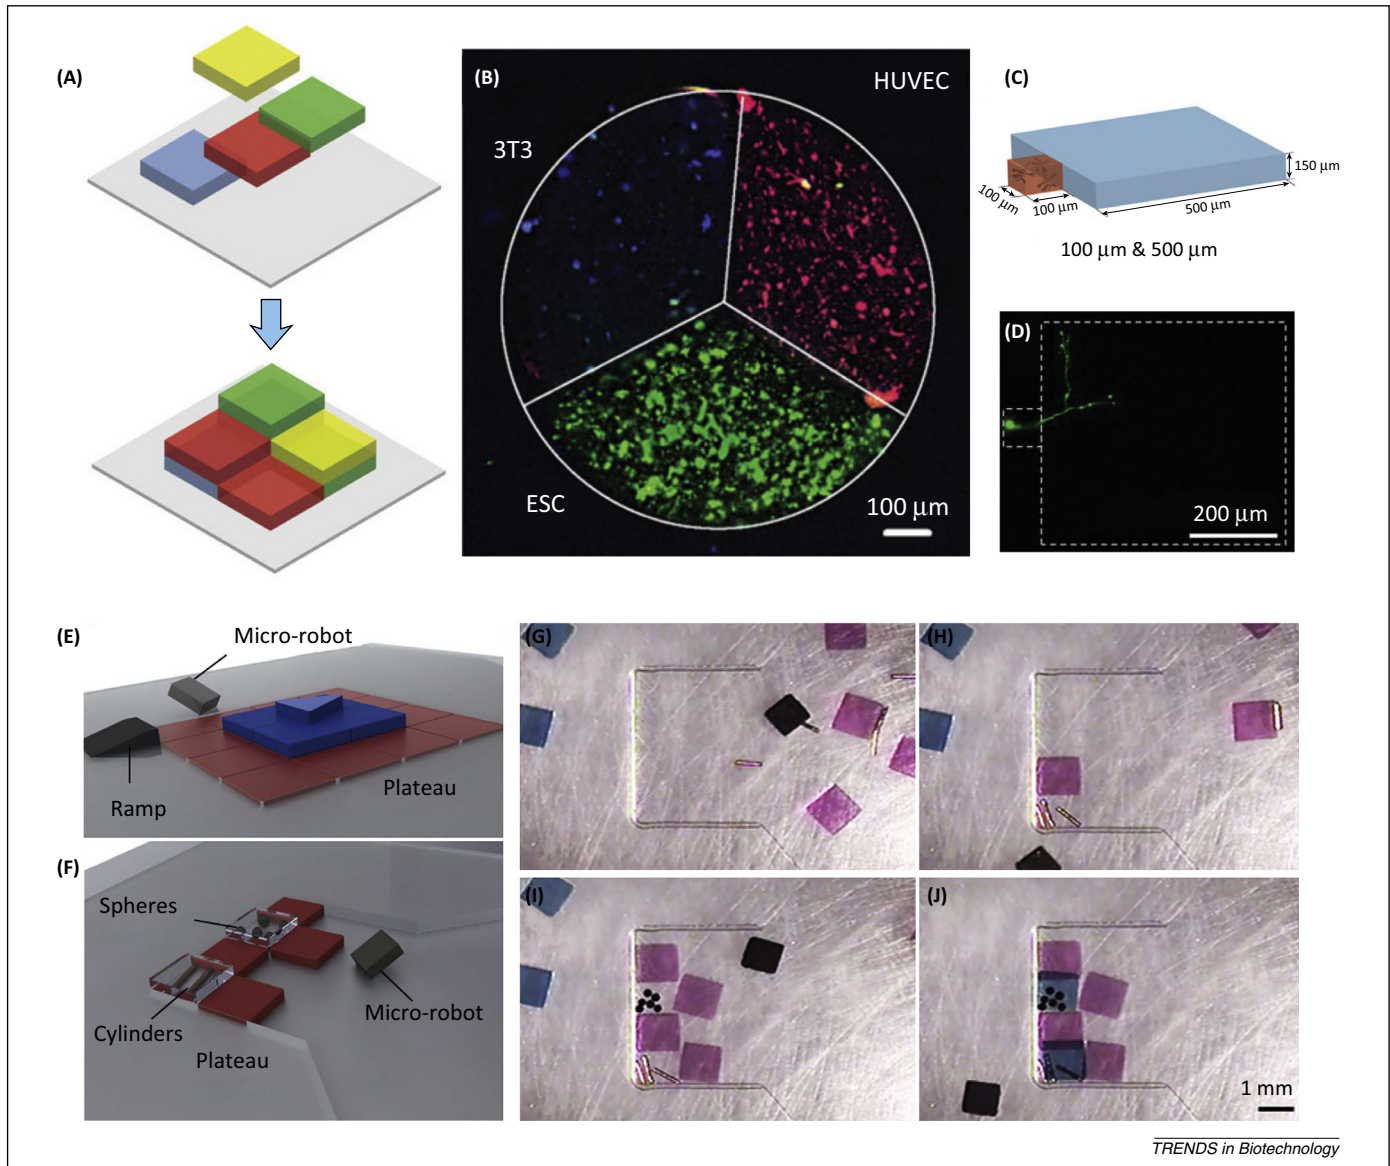 (A)
(B)
HUVEC
3T3
ESC
100 μm
(C)
150 μm
100 μm
100 μm
500 μm
100 μm & 500 μm
(D)
200 μm
(E)
Micro-robot
Ramp
Plateau
(F)
Spheres
Cylinders
Plateau
Micro-robot
(G)
(H)
(I)
(J)
1 mm
TRENDS in Biotechnology